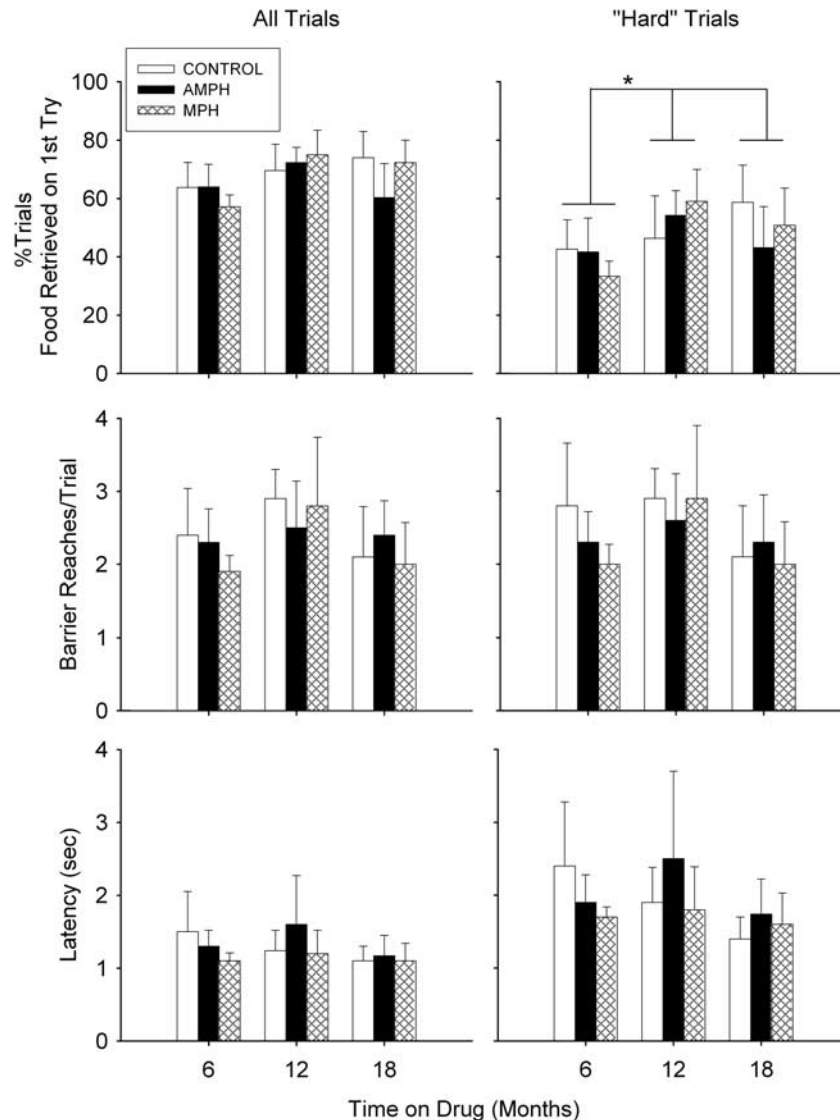 All Trials
"Hard" Trials
CONTROL
AMPH
MPH
*
%Trials
Food Retrieved on 1st Try
100
80
60
40
20
0
Barrier Reaches/Trial
4
3
2
1
0
Latency (sec)
4
3
2
1
0
6 12 18
6 12 18
Time on Drug (Months)